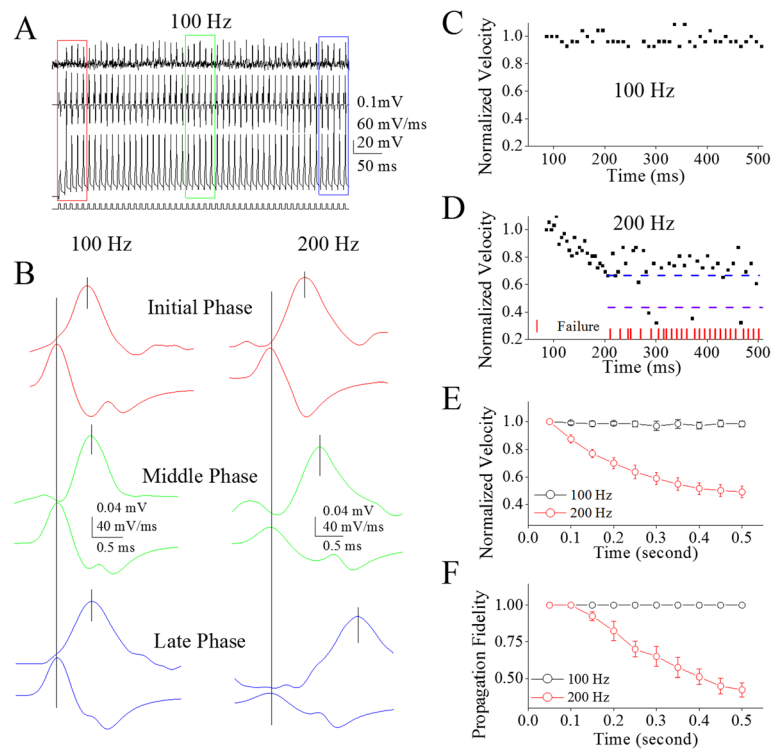 A
100 Hz
0.1mV
60 mV/ms
20 mV
50 ms
B
100 Hz
200 Hz
Initial Phase
Middle Phase
0.04 mV
40 mV/ms
0.5 ms
0.04 mV
40 mV/ms
0.5 ms
Late Phase
C
Normalized Velocity
1.0
0.8
0.6
0.4
0.2
100 Hz
100
200
300
400
500
Time (ms)
D
Normalized Velocity
1.0
0.8
0.6
0.4
0.2
200 Hz
Failure
100
200
300
400
500
Time (ms)
E
Normalized Velocity
1.0
0.8
0.6
0.4
100 Hz
200 Hz
0.0
0.1
0.2
0.3
0.4
0.5
Time (second)
F
Propagation Fidelity
1.00
0.75
0.50
100 Hz
200 Hz
0.0
0.1
0.2
0.3
0.4
0.5
Time (second)